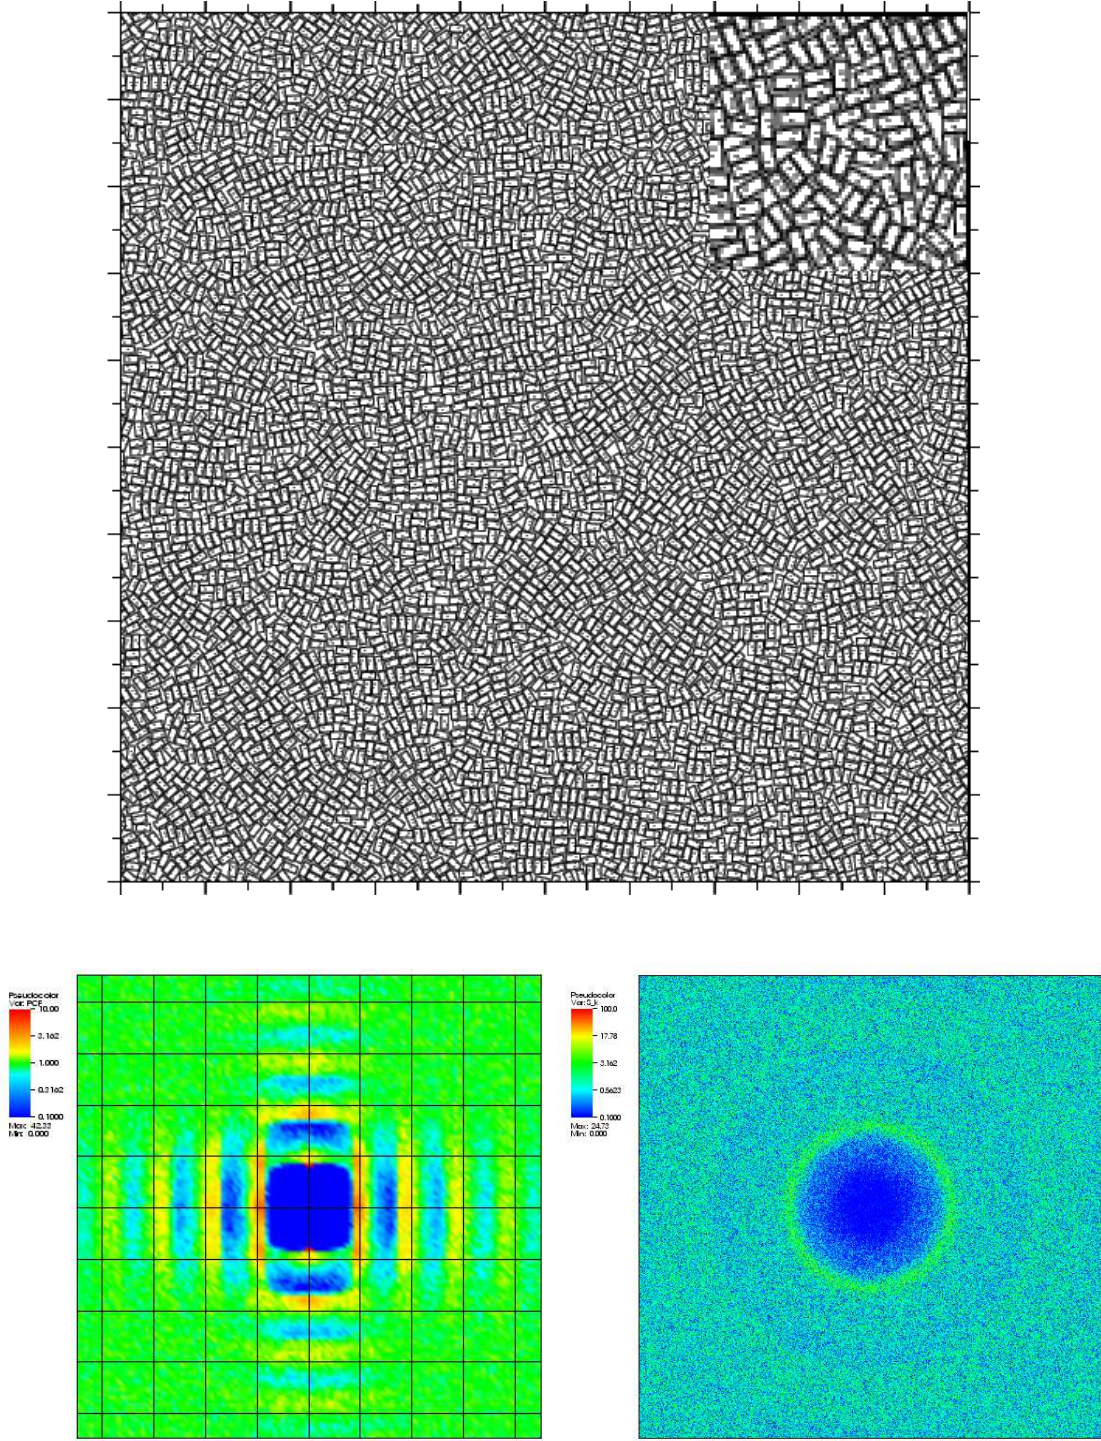 Pseudocolor
Var: PCF
10.00
3.162
1.000
0.3162
0.1000
Max: 42.33
Min: 0.000
Pseudocolor
Var: S_k
100.0
17.78
3.162
0.5623
0.1000
Max: 24.73
Min: 0.000